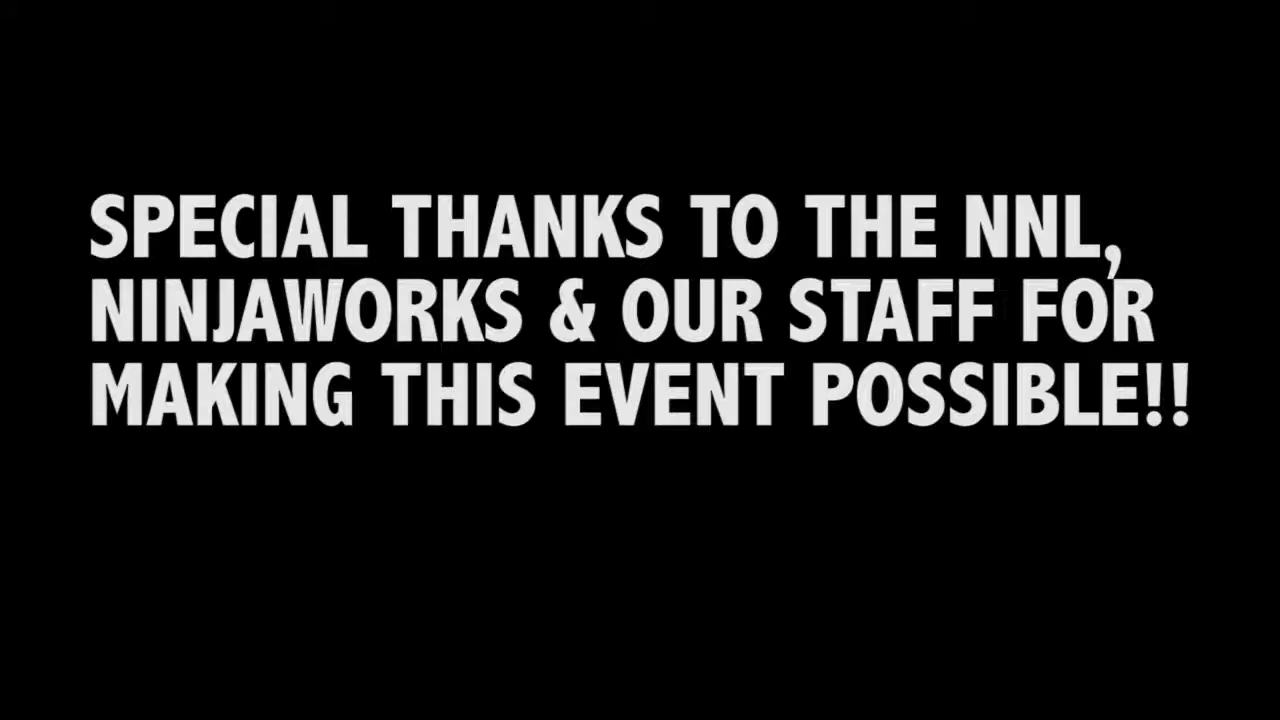 SPECIAL THANKS TO THE NNL,
NINJAWORKS & OUR STAFF FOR
MAKING THIS EVENT POSSIBLE!!